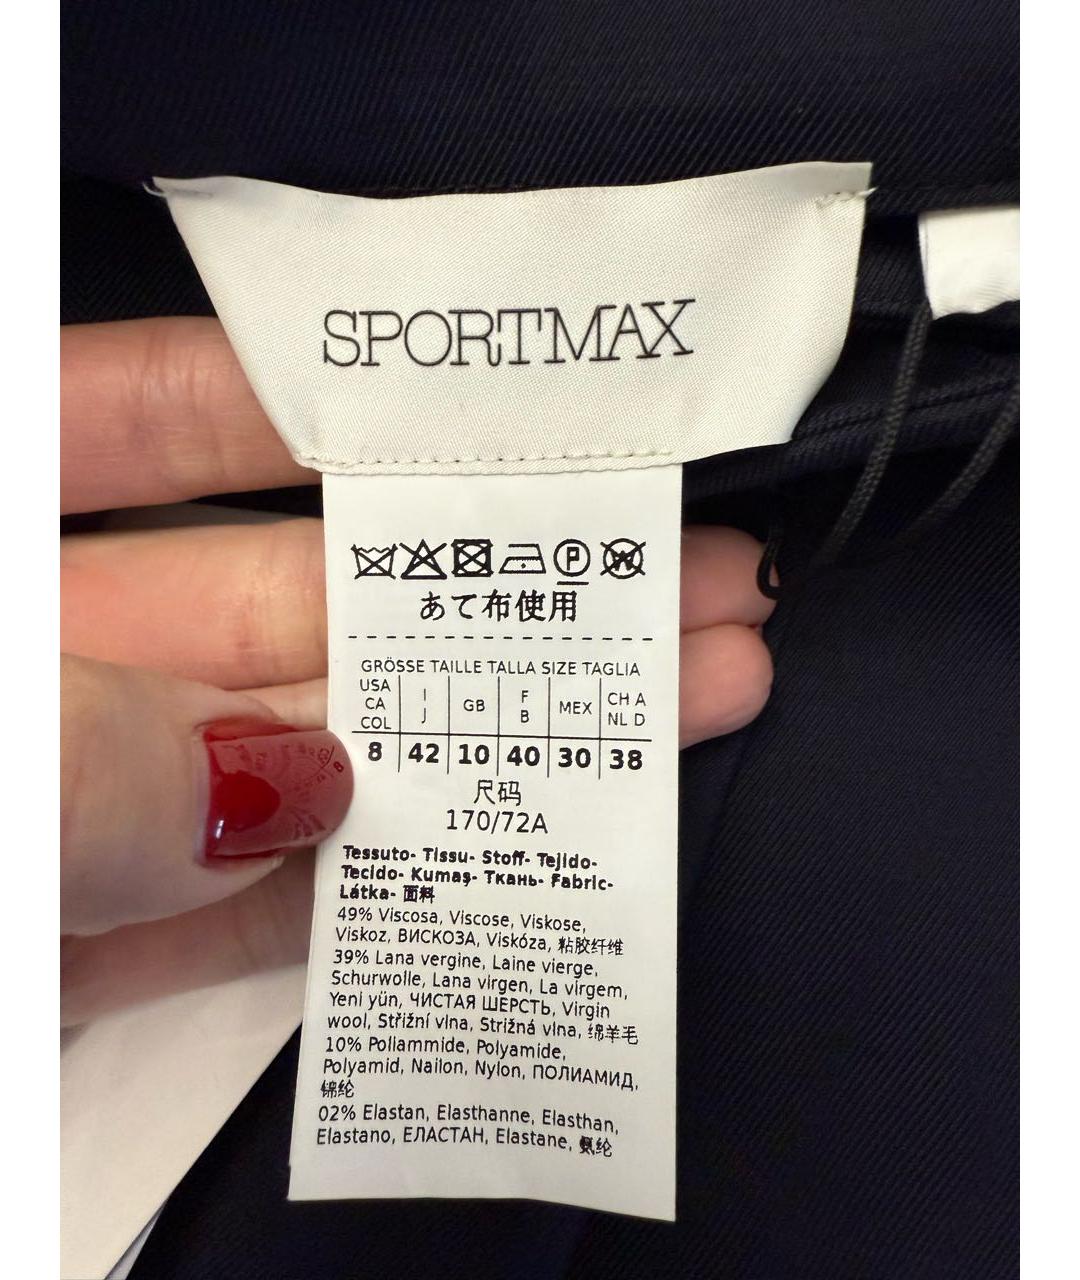 SPORTMAX
P W
あて布使用
GRÖSSE TAILLE TALLA SIZE TAGLIA
USA CA COL I J GB F B MEX CH A NL D
8 42 10 40 30 38
尺码
170/72A
Tessuto- Tissu- Stoff- Tejido-
Tecido- Kumaş- Ткань- Fabric-
Látka- 面料
49% Viscosa, Viscose, Viskose,
Viskoz, ВИСКОЗА, Viskóza, 粘胶纤维
39% Lana vergine, Laine vierge,
Schurwolle, Lana virgen, La virgem,
Yeni yün, ЧИСТАЯ ШЕРСТЬ, Virgin
wool, Střižní vlna, Strižná vlna, 绵羊毛
10% Poliammide, Polyamide,
Polyamid, Nailon, Nylon, ПОЛИАМИД,
锦纶
02% Elastan, Elasthanne, Elasthan,
Elastano, ЕЛАСТАН, Elastane, 氨纶